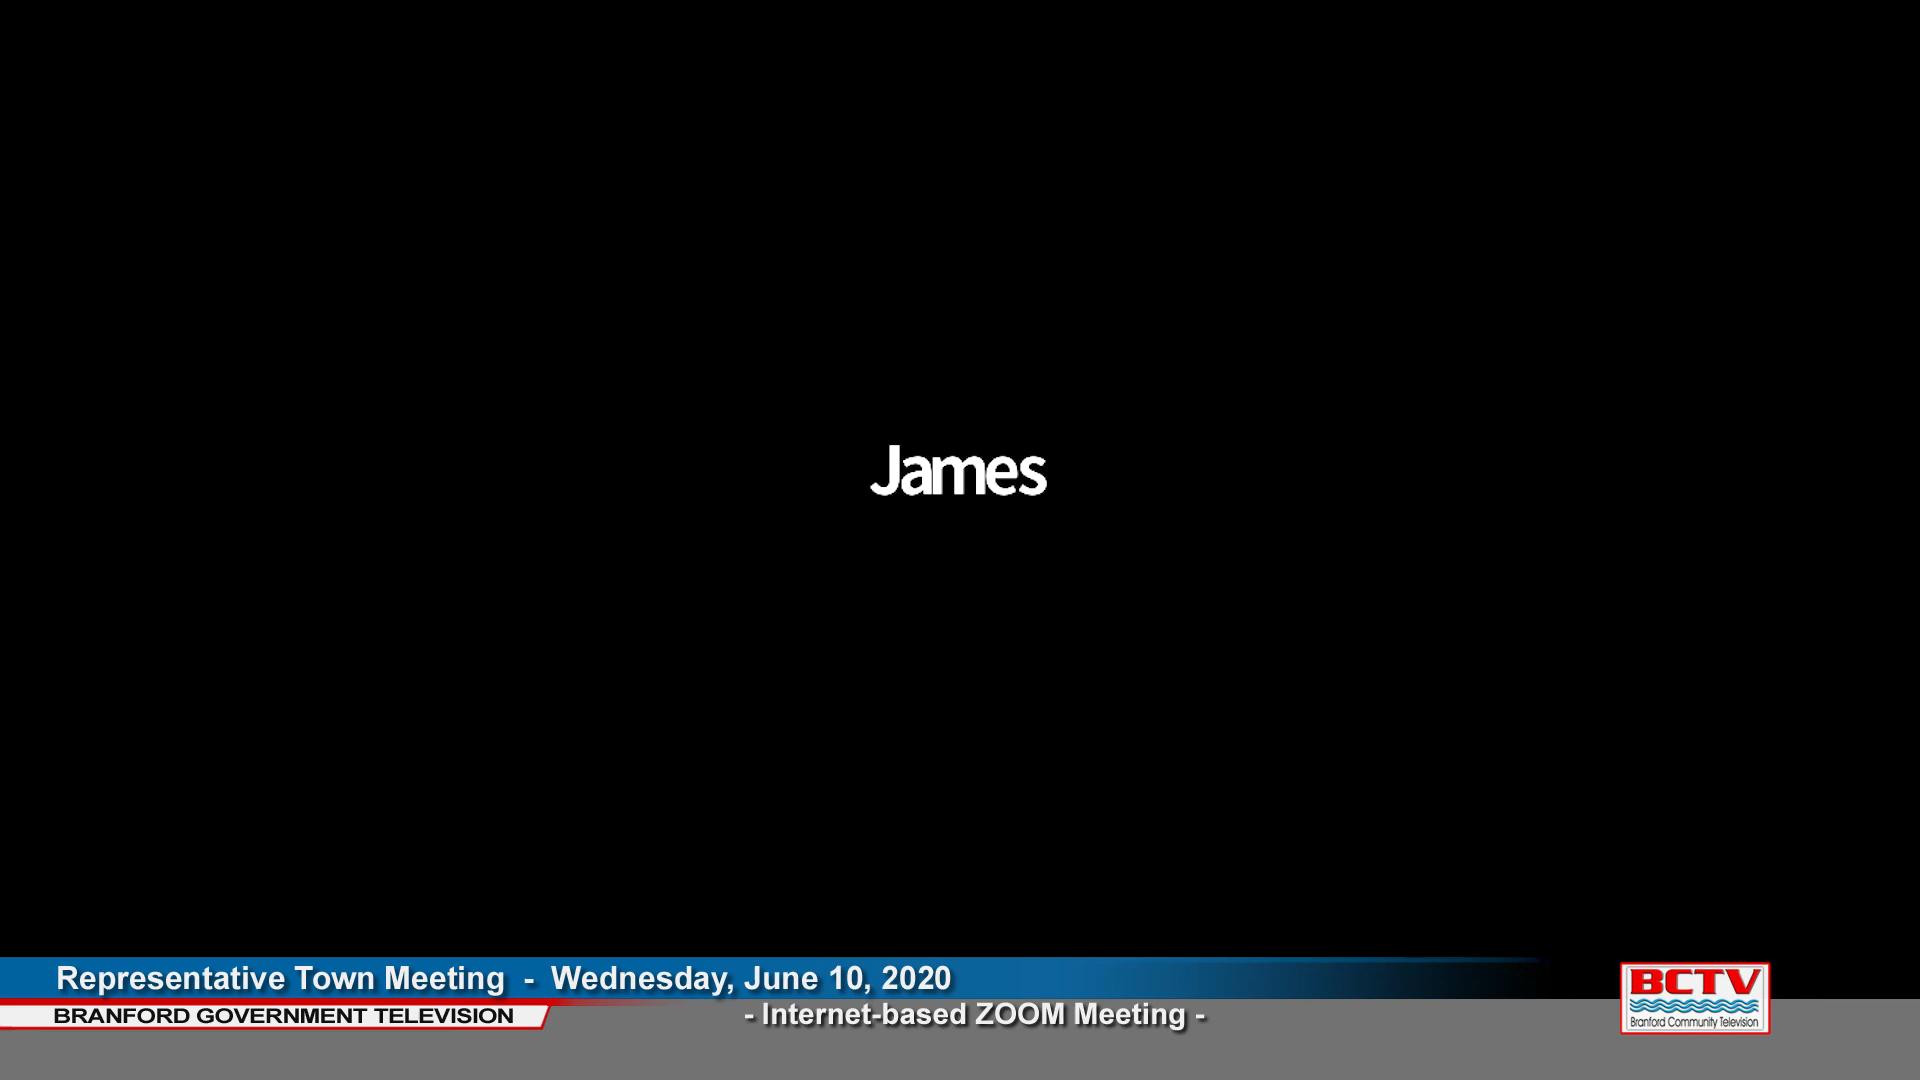 James
Representative Town Meeting - Wednesday, June 10, 2020
BRANFORD GOVERNMENT TELEVISION
- Internet-based ZOOM Meeting -
BCTV
Branford Community Television